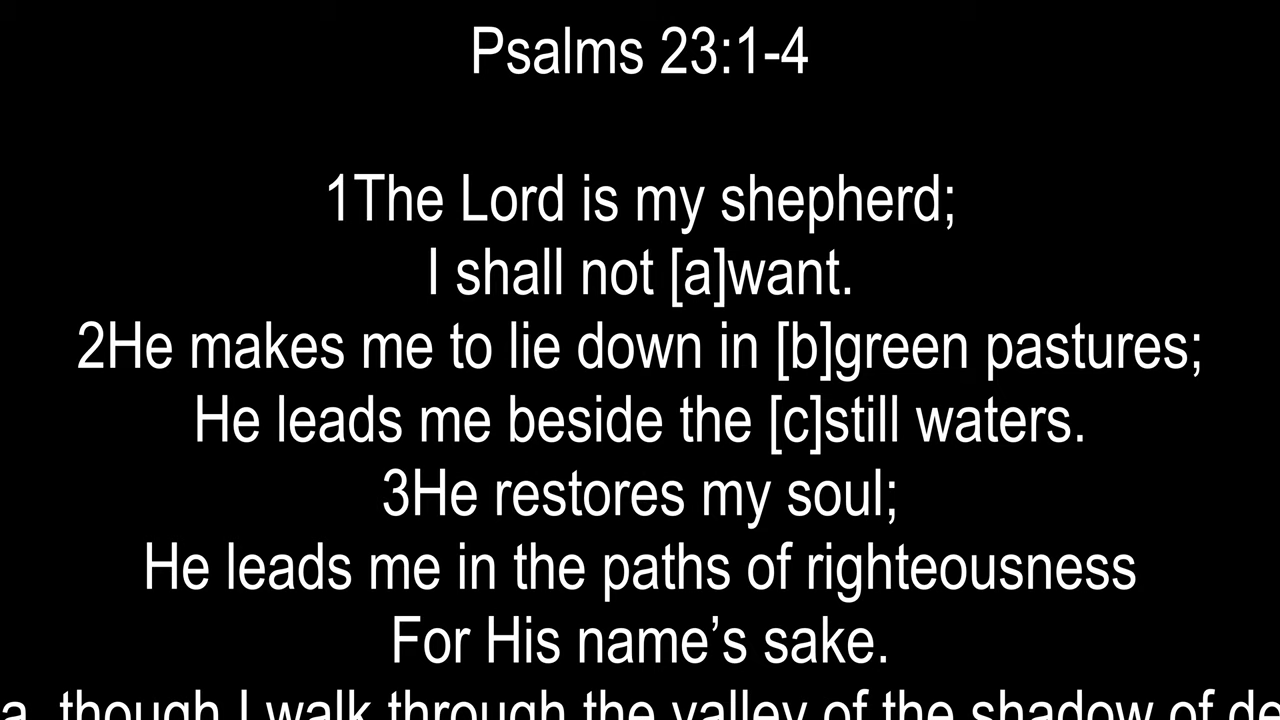 Psalms 23:1-4
1The Lord is my shepherd;
I shall not [a]want.
2He makes me to lie down in [b]green pastures;
He leads me beside the [c]still waters.
3He restores my soul;
He leads me in the paths of righteousness
For His name’s sake.
a, though I walk through the valley of the shadow of de